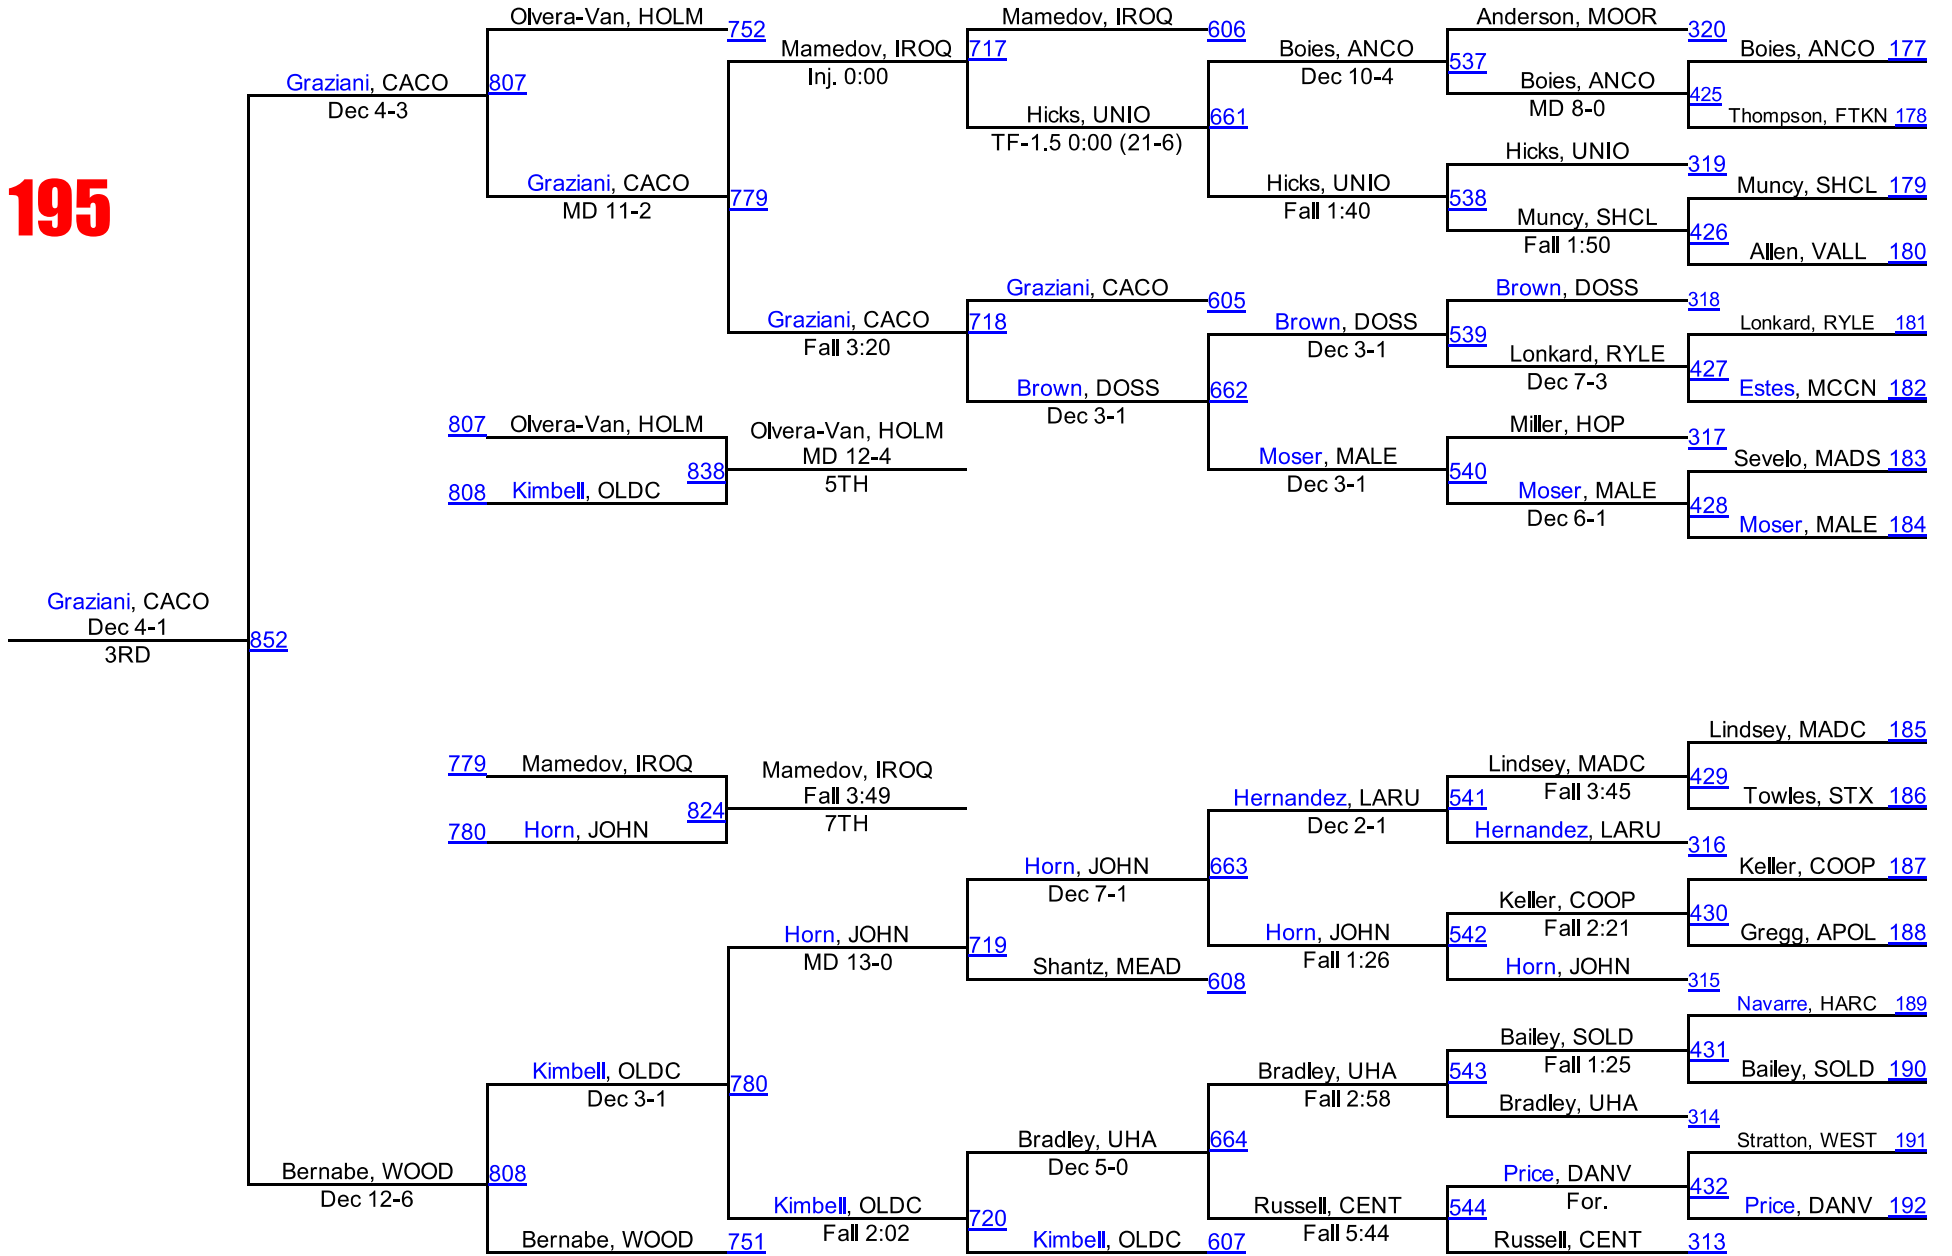 195
Graziani, CACO
Dec 4-1
3RD
852
Graziani, CACO
Dec 4-3
807
Bernabe, WOOD
Dec 12-6
808
Olvera-Van, HOLM
752
Graziani, CACO
MD 11-2
779
807
Olvera-Van, HOLM
838
808
Kimbell, OLDC
Olvera-Van, HOLM
MD 12-4
5TH
779
Mamedov, IROQ
824
780
Horn, JOHN
Mamedov, IROQ
Fall 3:49
7TH
Kimbell, OLDC
Dec 3-1
780
Bernabe, WOOD
751
Mamedov, IROQ
Inj. 0:00
717
Graziani, CACO
Fall 3:20
718
Horn, JOHN
MD 13-0
719
Kimbell, OLDC
Fall 2:02
720
Mamedov, IROQ
606
Hicks, UNIO
TF-1.5 0:00 (21-6)
661
Graziani, CACO
605
Brown, DOSS
Dec 3-1
662
Horn, JOHN
Dec 7-1
663
Shantz, MEAD
608
Bradley, UHA
Dec 5-0
664
Kimbell, OLDC
607
Boies, ANCO
Dec 10-4
537
Hicks, UNIO
Fall 1:40
538
Brown, DOSS
Dec 3-1
539
Moser, MALE
Dec 3-1
540
Hernandez, LARU
Dec 2-1
541
Horn, JOHN
Fall 1:26
542
Bradley, UHA
Fall 2:58
543
Russell, CENT
Fall 5:44
544
Anderson, MOOR
320
Boies, ANCO
MD 8-0
425
Hicks, UNIO
319
Muncy, SHCL
Fall 1:50
426
Brown, DOSS
318
Lonkard, RYLE
Dec 7-3
427
Miller, HOP
317
Moser, MALE
Dec 6-1
428
Lindsey, MADC
Fall 3:45
429
Hernandez, LARU
316
Keller, COOP
Fall 2:21
430
Horn, JOHN
315
Bailey, SOLD
Fall 1:25
431
Bradley, UHA
314
Price, DANV
For.
432
Russell, CENT
313
Boies, ANCO 177
Thompson, FTKN 178
Muncy, SHCL 179
Allen, VALL 180
Lonkard, RYLE 181
Estes, MCCN 182
Sevelo, MADS 183
Moser, MALE 184
Lindsey, MADC 185
Towles, STX 186
Keller, COOP 187
Gregg, APOL 188
Navarre, HARC 189
Bailey, SOLD 190
Stratton, WEST 191
Price, DANV 192